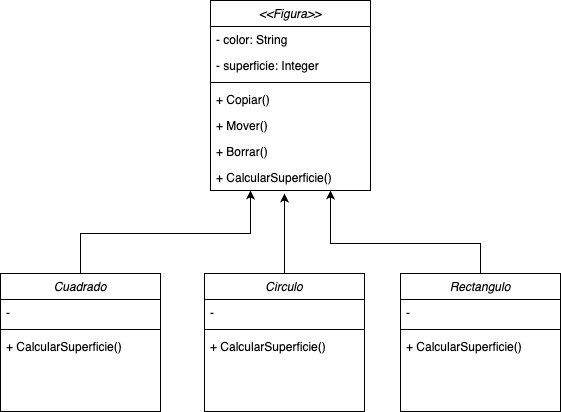 <<Figura>>
- color: String
- superficie: Integer
+ Copiar()
+ Mover()
+ Borrar()
+ CalcularSuperficie()
Cuadrado
-
+ CalcularSuperficie()
Circulo
-
+ CalcularSuperficie()
Rectangulo
-
+ CalcularSuperficie()